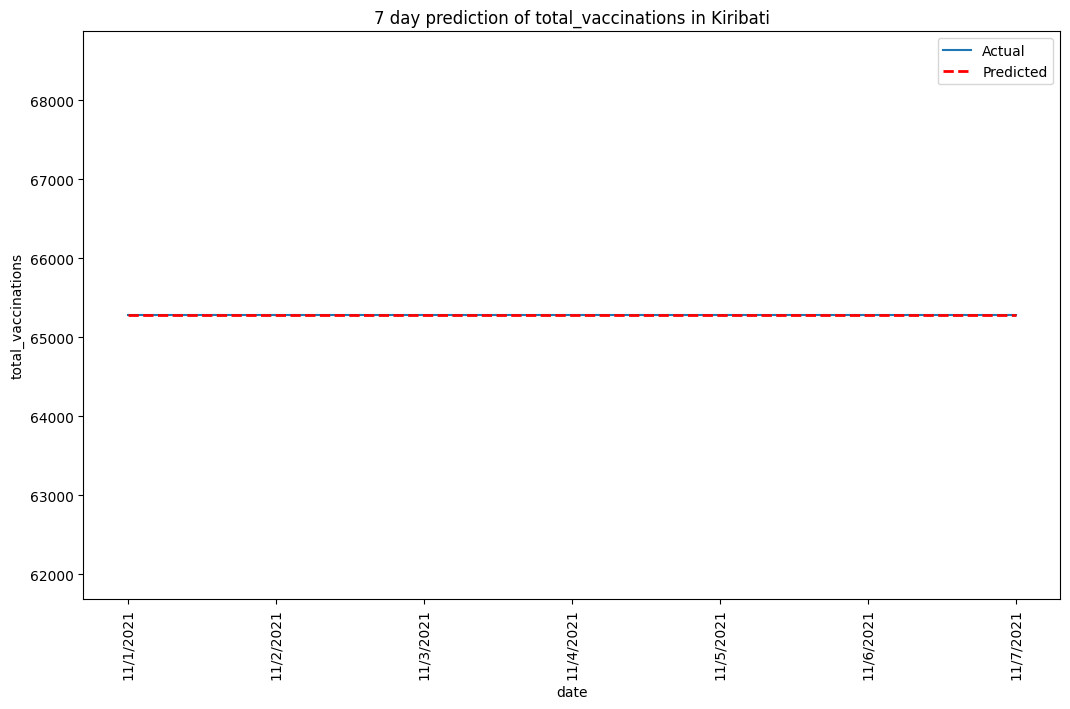 7 day prediction of total_vaccinations in Kiribati
Actual
Predicted
68000
67000
66000
65000
64000
63000
62000
total_vaccinations
11/1/2021
11/2/2021
11/3/2021
11/4/2021
11/5/2021
11/6/2021
11/7/2021
date